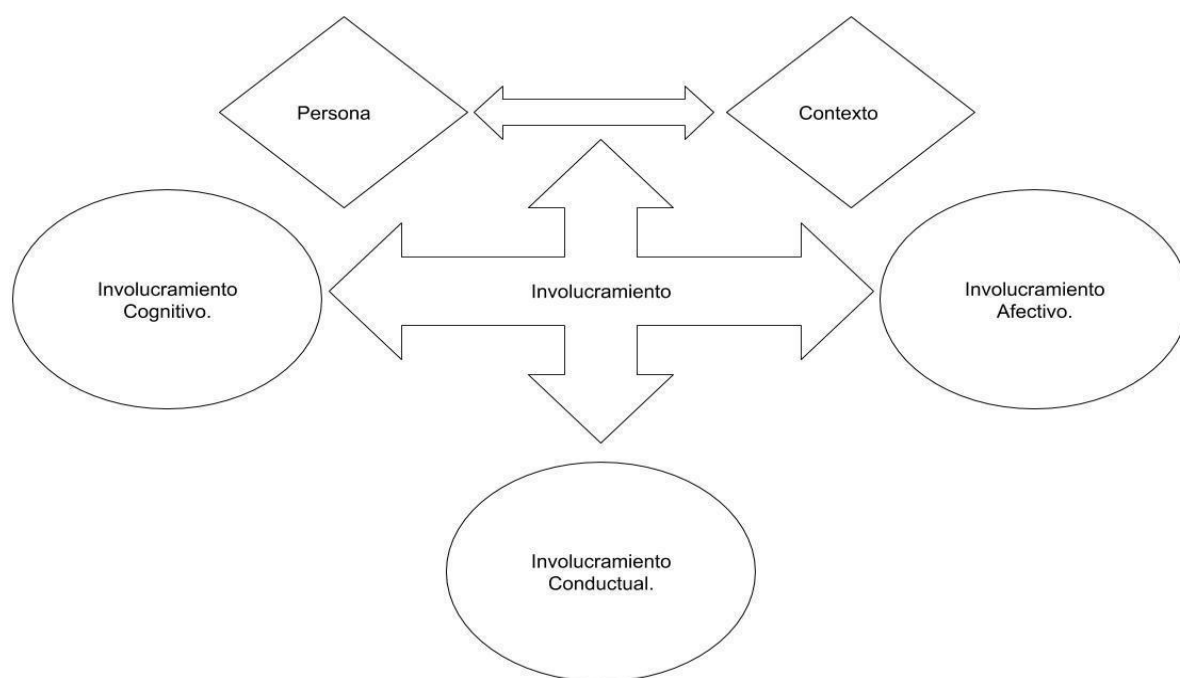 Persona
Contexto
Involucramiento
Cognitivo.
Involucramiento
Involucramiento
Afectivo.
Involucramiento
Conductual.